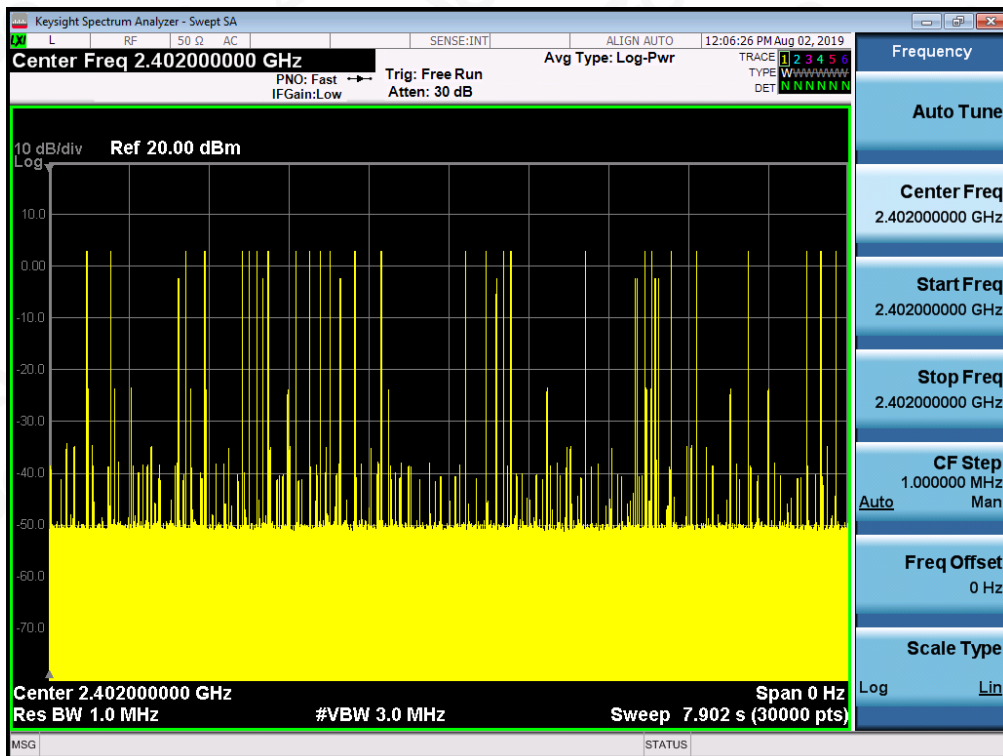 Keysight Spectrum Analyzer - Swept SA
LXI L RF 50 Ω AC SENSE:INT ALIGN AUTO 12:06:26 PM Aug 02, 2019
Center Freq 2.402000000 GHz
PNO: Fast
IFGain:Low
Trig: Free Run
Atten: 30 dB
Avg Type: Log-Pwr
TRACE 1 2 3 4 5 6
TYPE WWWWWW
DET N N N N N N
10 dB/div Ref 20.00 dBm
Log
10.0
0.00
-10.0
-20.0
-30.0
-40.0
-50.0
-60.0
-70.0
Center 2.402000000 GHz Span 0 Hz
Res BW 1.0 MHz #VBW 3.0 MHz Sweep 7.902 s (30000 pts)
MSG STATUS
Frequency
Auto Tune
Center Freq
2.402000000 GHz
Start Freq
2.402000000 GHz
Stop Freq
2.402000000 GHz
CF Step
1.000000 MHz
Auto Man
Freq Offset
0 Hz
Scale Type
Log Lin